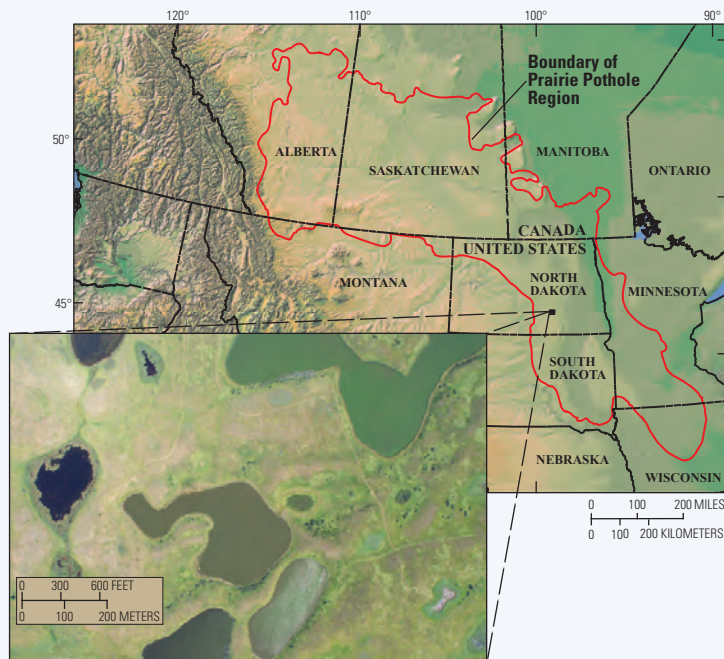 120°
110°
100°
90°
Boundary of
Prairie Pothole
Region
50°
ALBERTA
SASKATCHEWAN
MANITOBA
ONTARIO
CANADA
UNITED STATES
MONTANA
NORTH
DAKOTA
MINNESOTA
45°
SOUTH
DAKOTA
NEBRASKA
WISCONSIN
0 100 200 MILES
0 100 200 KILOMETERS
0 300 600 FEET
0 100 200 METERS